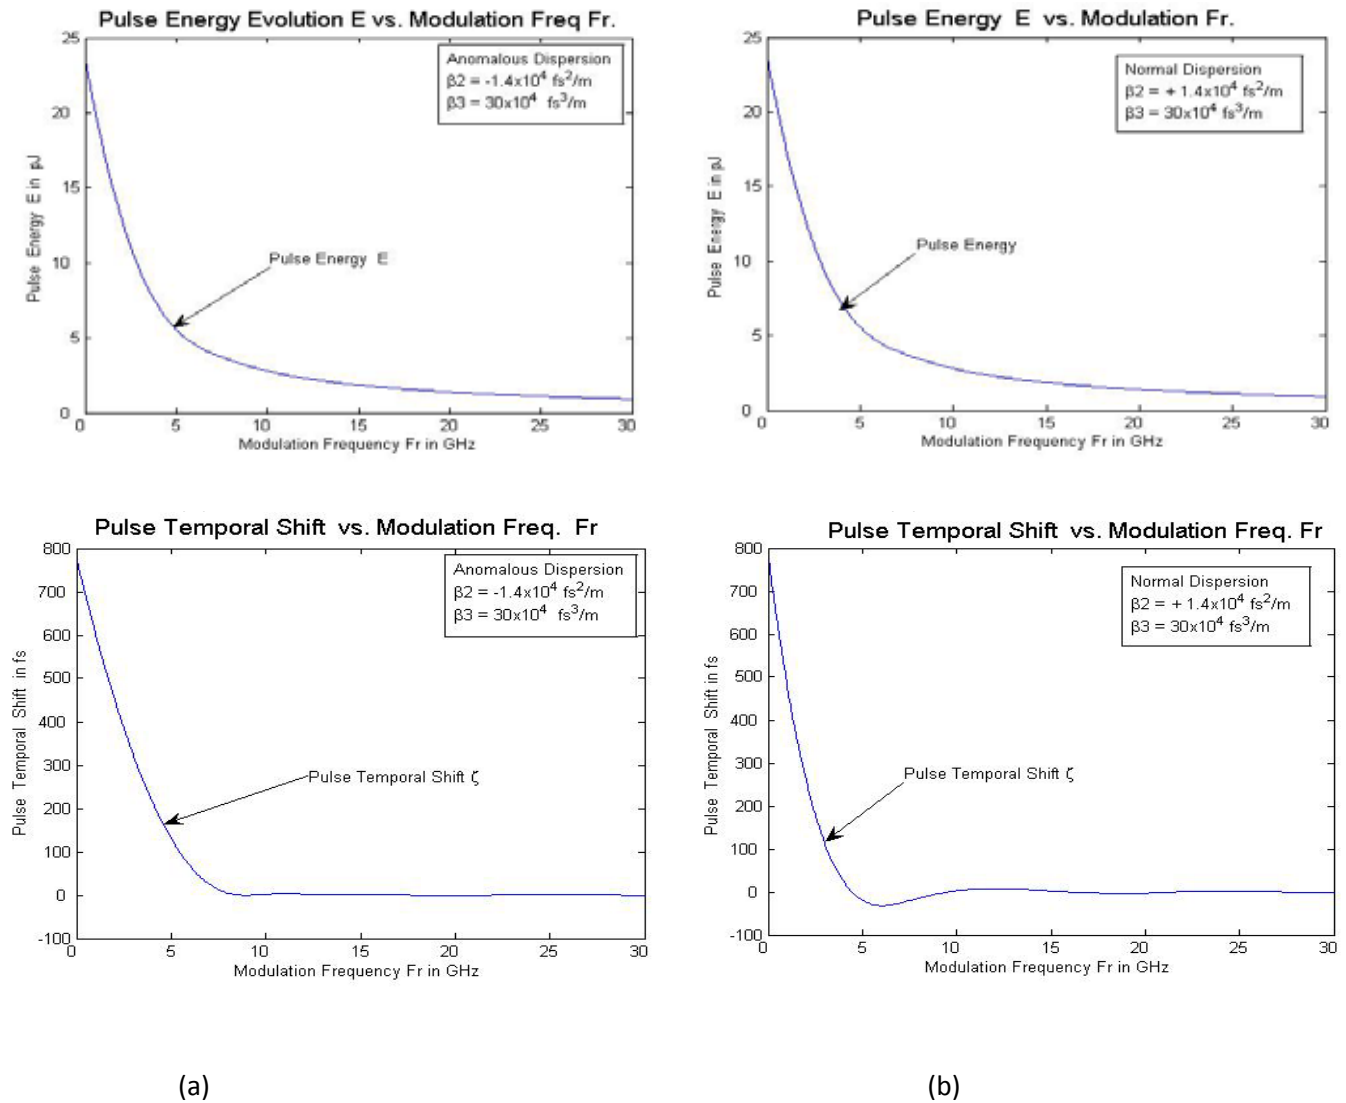 Pulse Energy Evolution E vs. Modulation Freq Fr.
25
20
15
10
5
0
Pulse Energy E in pJ
Anomalous Dispersion
β2 = -1.4x10⁴ fs²/m
β3 = 30x10⁴ fs³/m
Pulse Energy E
0 5 10 15 20 25 30
Modulation Frequency Fr in GHz
Pulse Energy E vs. Modulation Fr.
25
20
15
10
5
0
Pulse Energy E in pJ
Normal Dispersion
β2 = + 1.4x10⁴ fs²/m
β3 = 30x10⁴ fs³/m
Pulse Energy
0 5 10 15 20 25 30
Modulation Frequency Fr in GHz
Pulse Temporal Shift vs. Modulation Freq. Fr
800
700
600
500
400
300
200
100
0
-100
Pulse Temporal Shift in fs
Anomalous Dispersion
β2 = -1.4x10⁴ fs²/m
β3 = 30x10⁴ fs³/m
Pulse Temporal Shift ζ
0 5 10 15 20 25 30
Modulation Frequency Fr in GHz
Pulse Temporal Shift vs. Modulation Freq. Fr
800
700
600
500
400
300
200
100
0
-100
Pulse Temporal Shift in fs
Normal Dispersion
β2 = + 1.4x10⁴ fs²/m
β3 = 30x10⁴ fs³/m
Pulse Temporal Shift ζ
0 5 10 15 20 25 30
Modulation Frequency Fr in GHz
(a)
(b)